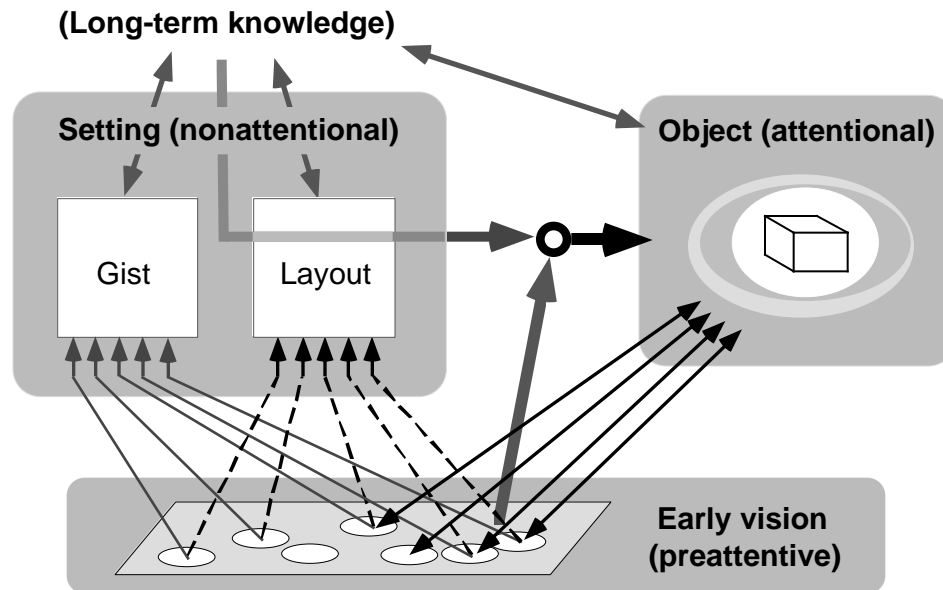 (Long-term knowledge)
Setting (nonattentional)
Object (attentional)
Gist
Layout
Early vision
(preattentive)